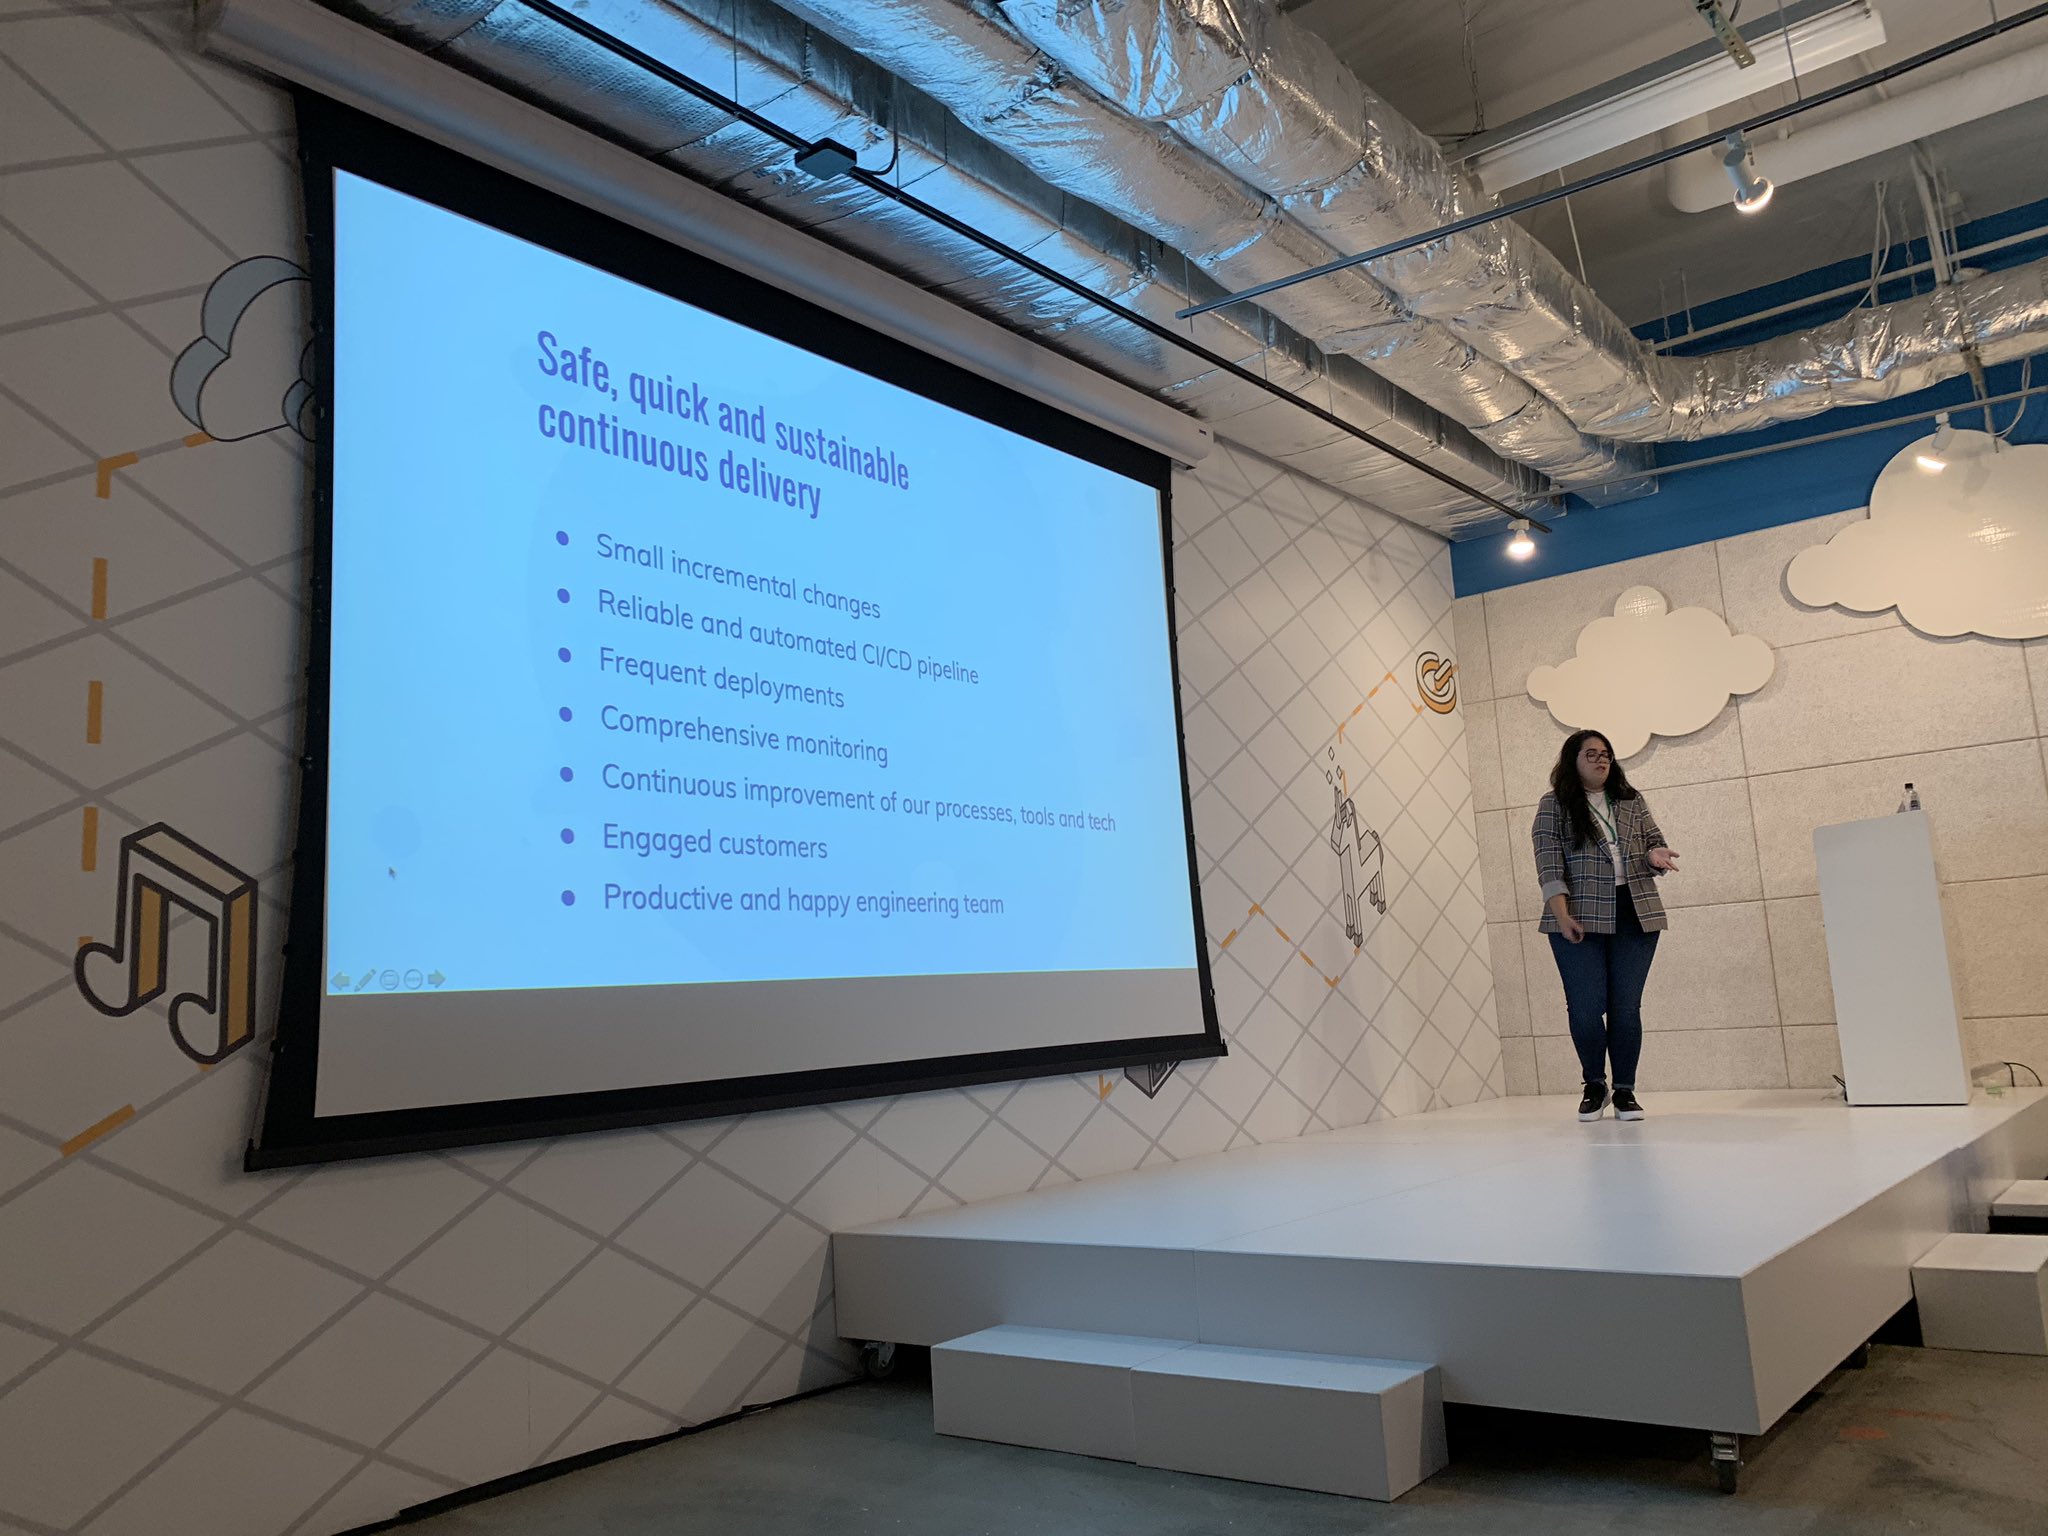 Safe, quick and sustainable
continuous delivery
● Small incremental changes
● Reliable and automated CI/CD pipeline
● Frequent deployments
● Comprehensive monitoring
● Continuous improvement of our processes, tools and tech
● Engaged customers
● Productive and happy engineering team